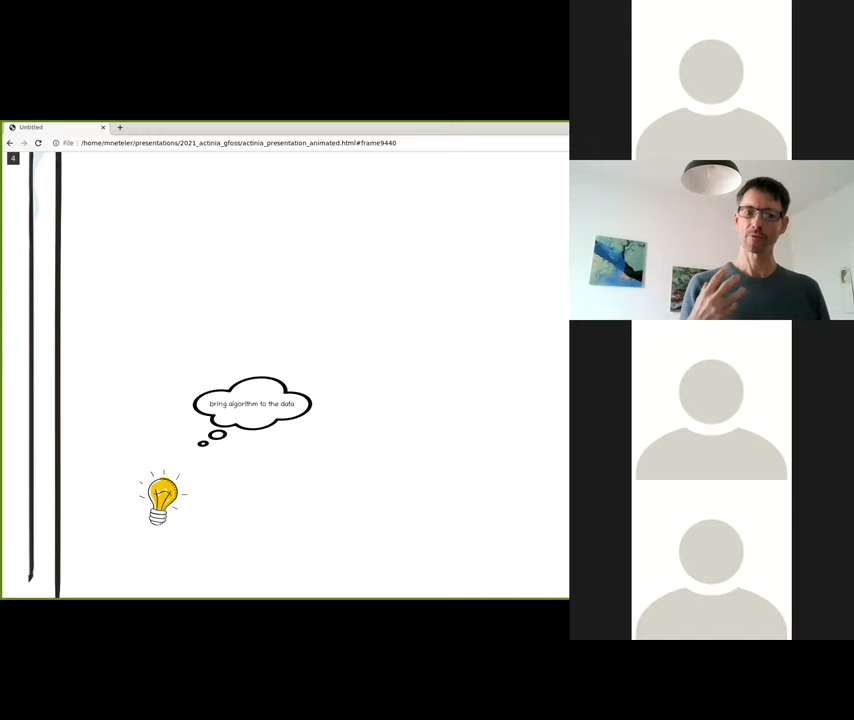 Untitled
File
/home/mneteler/presentations/2021_actinia_gfoss/actinia_presentation_animated.html#frame9440
4
bring algorithm to the data